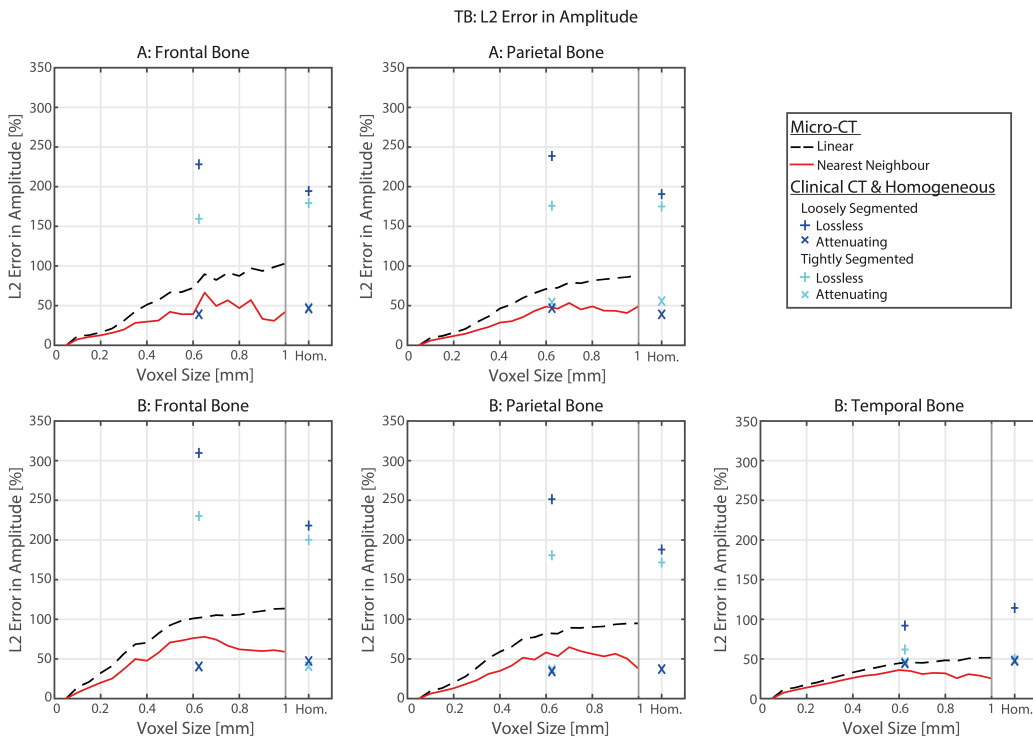 TB: L2 Error in Amplitude
A: Frontal Bone
L2 Error in Amplitude [%]
350
300
250
200
150
100
50
0
0 0.2 0.4 0.6 0.8 1 Hom.
Voxel Size [mm]
A: Parietal Bone
L2 Error in Amplitude [%]
350
300
250
200
150
100
50
0
0 0.2 0.4 0.6 0.8 1 Hom.
Voxel Size [mm]
Micro-CT
Linear
Nearest Neighbour
Clinical CT & Homogeneous
Loosely Segmented
Lossless
Attenuating
Tightly Segmented
Lossless
Attenuating
B: Frontal Bone
L2 Error in Amplitude [%]
350
300
250
200
150
100
50
0
0 0.2 0.4 0.6 0.8 1 Hom.
Voxel Size [mm]
B: Parietal Bone
L2 Error in Amplitude [%]
350
300
250
200
150
100
50
0
0 0.2 0.4 0.6 0.8 1 Hom.
Voxel Size [mm]
B: Temporal Bone
L2 Error in Amplitude [%]
350
300
250
200
150
100
50
0
0 0.2 0.4 0.6 0.8 1 Hom.
Voxel Size [mm]